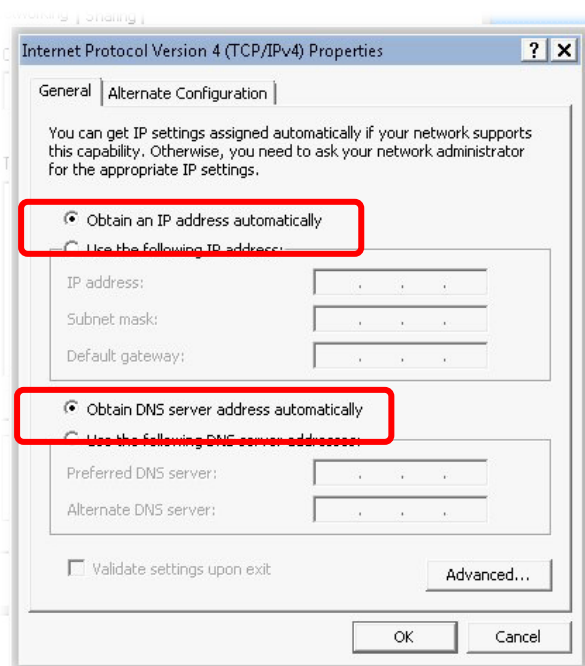 Sharing
Internet Protocol Version 4 (TCP/IPv4) Properties
General
Alternate Configuration
You can get IP settings assigned automatically if your network supports
this capability. Otherwise, you need to ask your network administrator
for the appropriate IP settings.
Obtain an IP address automatically
Use the following IP address:
IP address:
Subnet mask:
Default gateway:
Obtain DNS server address automatically
Use the following DNS server addresses:
Preferred DNS server:
Alternate DNS server:
Validate settings upon exit
Advanced...
OK
Cancel